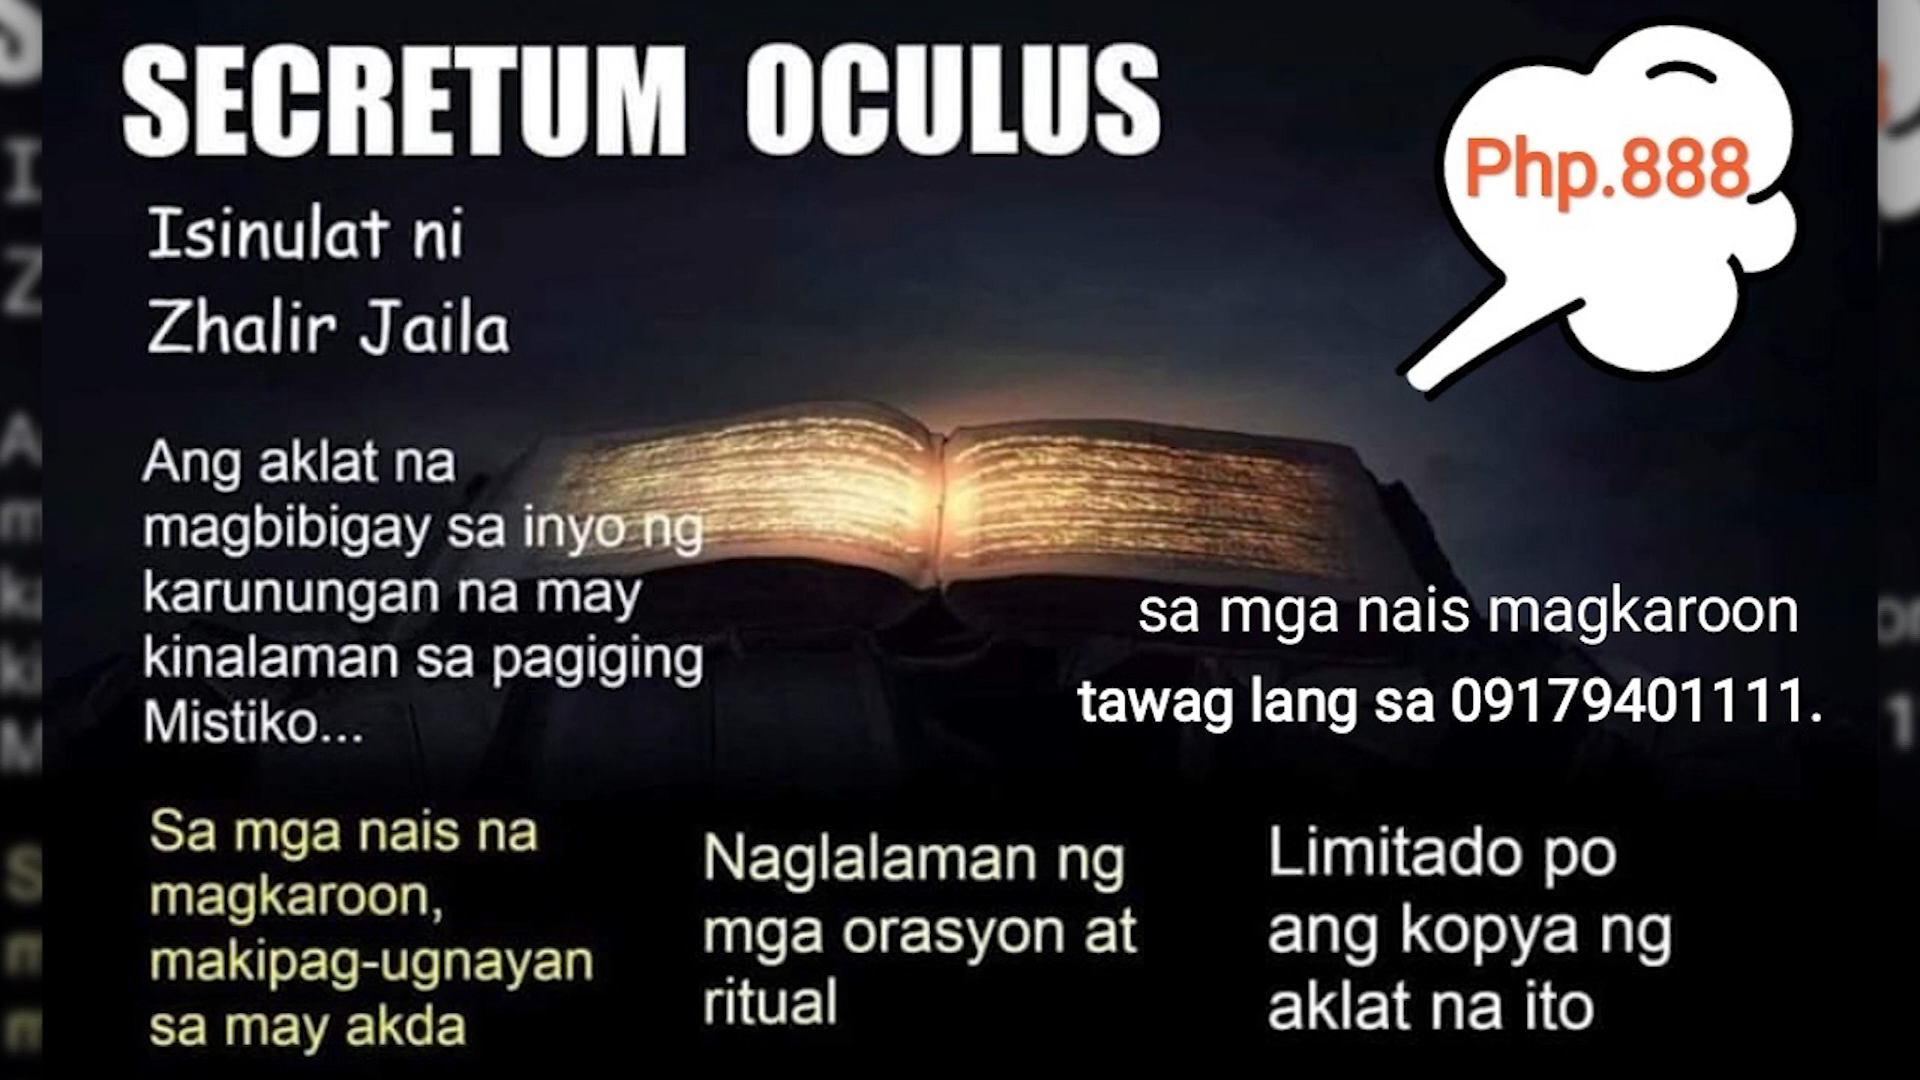 SECRETUM OCULUS
Php.888
Isinulat ni
Zhalir Jaila
Ang aklat na
magbibigay sa inyo ng
karunungan na may
kinalaman sa pagiging
Mistiko...
sa mga nais magkaroon
tawag lang sa 09179401111.
Sa mga nais na
magkaroon,
makipag-ugnayan
sa may akda
Naglalaman ng
mga orasyon at
ritual
Limitado po
ang kopya ng
aklat na ito